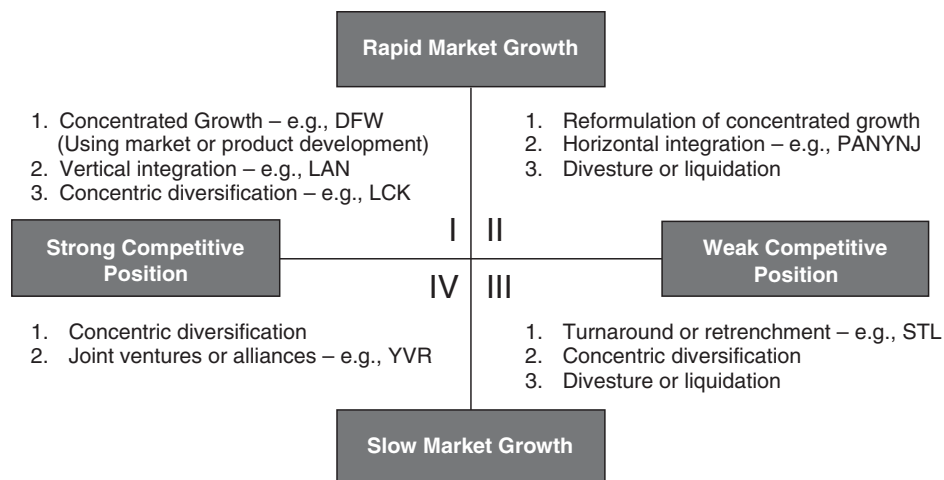 Rapid Market Growth
1. Concentrated Growth – e.g., DFW
(Using market or product development)
2. Vertical integration – e.g., LAN
3. Concentric diversification – e.g., LCK
1. Reformulation of concentrated growth
2. Horizontal integration – e.g., PANYNJ
3. Divesture or liquidation
I II
Strong Competitive
Position
Weak Competitive
Position
IV III
1. Concentric diversification
2. Joint ventures or alliances – e.g., YVR
1. Turnaround or retrenchment – e.g., STL
2. Concentric diversification
3. Divesture or liquidation
Slow Market Growth